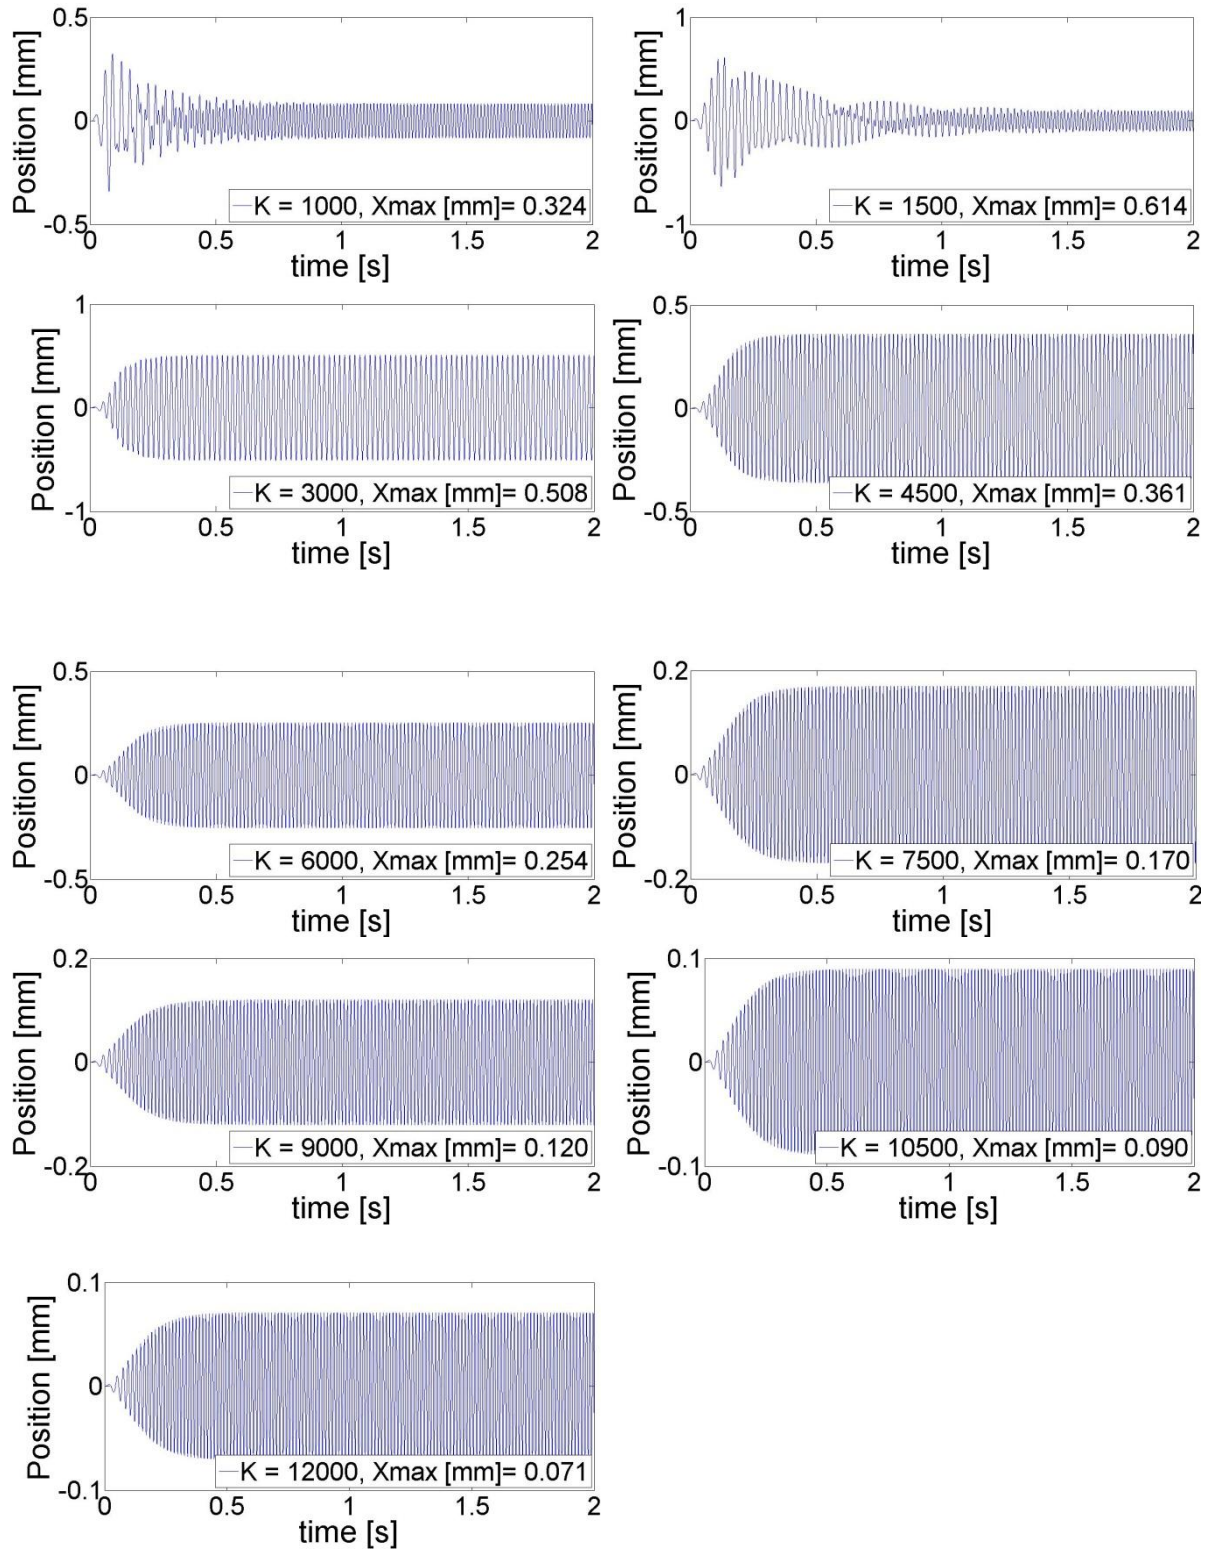 0.5
Position [mm]
0
-0.5
K = 1000, Xmax [mm]= 0.324
0 0.5 1 1.5 2
time [s]
1
Position [mm]
0
-1
K = 1500, Xmax [mm]= 0.614
0 0.5 1 1.5 2
time [s]
1
Position [mm]
0
-1
K = 3000, Xmax [mm]= 0.508
0 0.5 1 1.5 2
time [s]
0.5
Position [mm]
0
-0.5
K = 4500, Xmax [mm]= 0.361
0 0.5 1 1.5 2
time [s]
0.5
Position [mm]
0
-0.5
K = 6000, Xmax [mm]= 0.254
0 0.5 1 1.5 2
time [s]
0.2
Position [mm]
0
-0.2
K = 7500, Xmax [mm]= 0.170
0 0.5 1 1.5 2
time [s]
0.2
Position [mm]
0
-0.2
K = 9000, Xmax [mm]= 0.120
0 0.5 1 1.5 2
time [s]
0.1
Position [mm]
0
-0.1
K = 10500, Xmax [mm]= 0.090
0 0.5 1 1.5 2
time [s]
0.1
Position [mm]
0
-0.1
K = 12000, Xmax [mm]= 0.071
0 0.5 1 1.5 2
time [s]